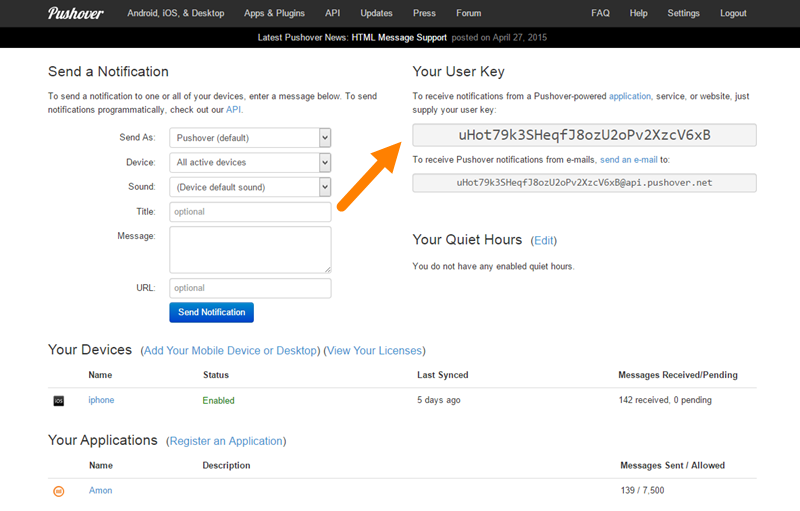 Pushover Android, iOS, & Desktop Apps & Plugins API Updates Press Forum FAQ Help Settings Logout
Latest Pushover News: HTML Message Support posted on April 27, 2015
Send a Notification
To send a notification to one or all of your devices, enter a message below. To send
notifications programmatically, check out our API.
Send As: Pushover (default)
Device: All active devices
Sound: (Device default sound)
Title: optional
Message:
URL: optional
Send Notification
Your User Key
To receive notifications from a Pushover-powered application, service, or website, just
supply your user key:
uHot79k3SHeqfJ8ozU2oPv2XzcV6xB
To receive Pushover notifications from e-mails, send an e-mail to:
uHot79k3SHeqfJ8ozU2oPv2XzcV6xB@api.pushover.net
Your Quiet Hours (Edit)
You do not have any enabled quiet hours.
Your Devices (Add Your Mobile Device or Desktop) (View Your Licenses)
Name Status Last Synced Messages Received/Pending
iOS iphone Enabled 5 days ago 142 received, 0 pending
Your Applications (Register an Application)
Name Description Messages Sent / Allowed
Amon 139 / 7,500